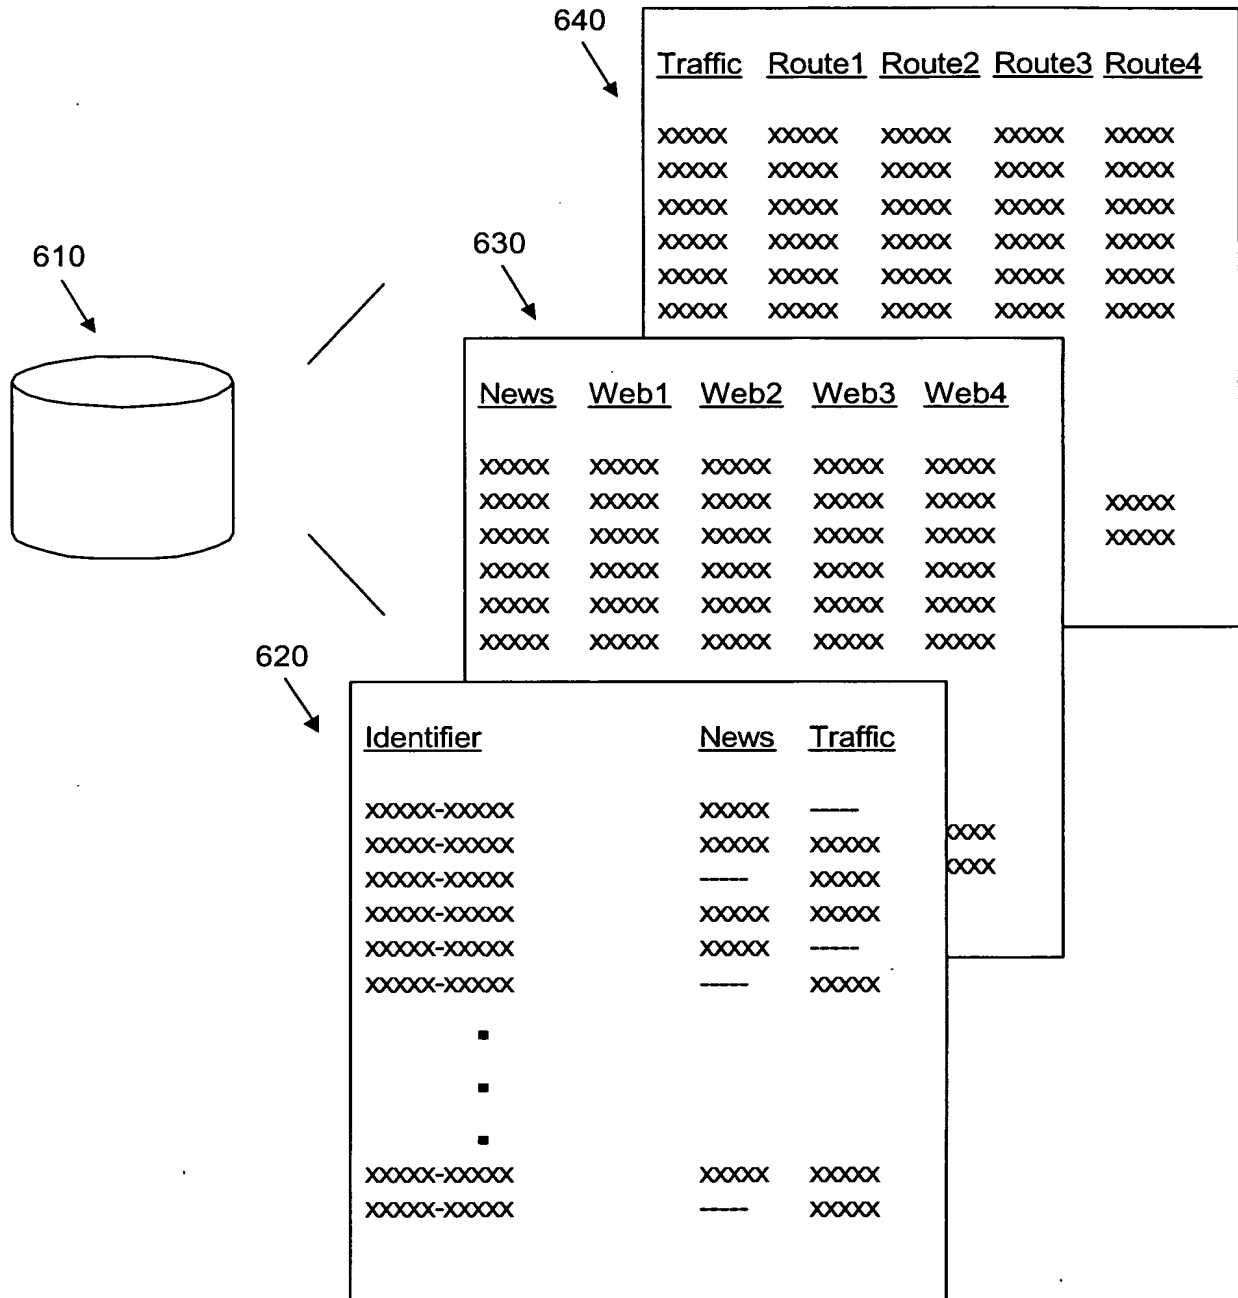 640
Traffic Route1 Route2 Route3 Route4
xxxxx xxxxx xxxxx xxxxx xxxxx
xxxxx xxxxx xxxxx xxxxx xxxxx
xxxxx xxxxx xxxxx xxxxx xxxxx
xxxxx xxxxx xxxxx xxxxx xxxxx
xxxxx xxxxx xxxxx xxxxx xxxxx
xxxxx xxxxx xxxxx xxxxx xxxxx
xxxxx
xxxxx
630
News Web1 Web2 Web3 Web4
xxxxx xxxxx xxxxx xxxxx xxxxx
xxxxx xxxxx xxxxx xxxxx xxxxx
xxxxx xxxxx xxxxx xxxxx xxxxx
xxxxx xxxxx xxxxx xxxxx xxxxx
xxxxx xxxxx xxxxx xxxxx xxxxx
xxxxx xxxxx xxxxx xxxxx xxxxx
xxxx
xxxx
610
620
Identifier News Traffic
xxxxx-xxxxx xxxxx -----
xxxxx-xxxxx xxxxx xxxxx
xxxxx-xxxxx ----- xxxxx
xxxxx-xxxxx xxxxx xxxxx
xxxxx-xxxxx xxxxx -----
xxxxx-xxxxx ----- xxxxx
xxxxx-xxxxx xxxxx xxxxx
xxxxx-xxxxx ----- xxxxx